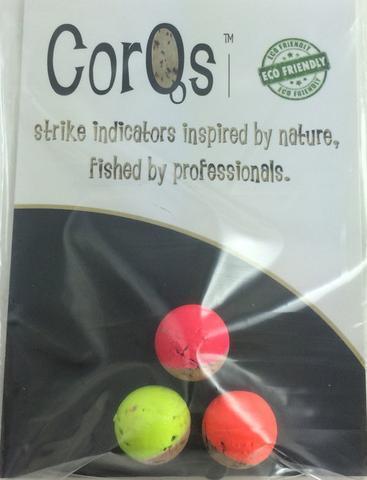 CorQs™
ECO FRIENDLY
ECO FRIENDLY
ECO FRIENDLY
strike indicators inspired by nature,
fished by professionals.